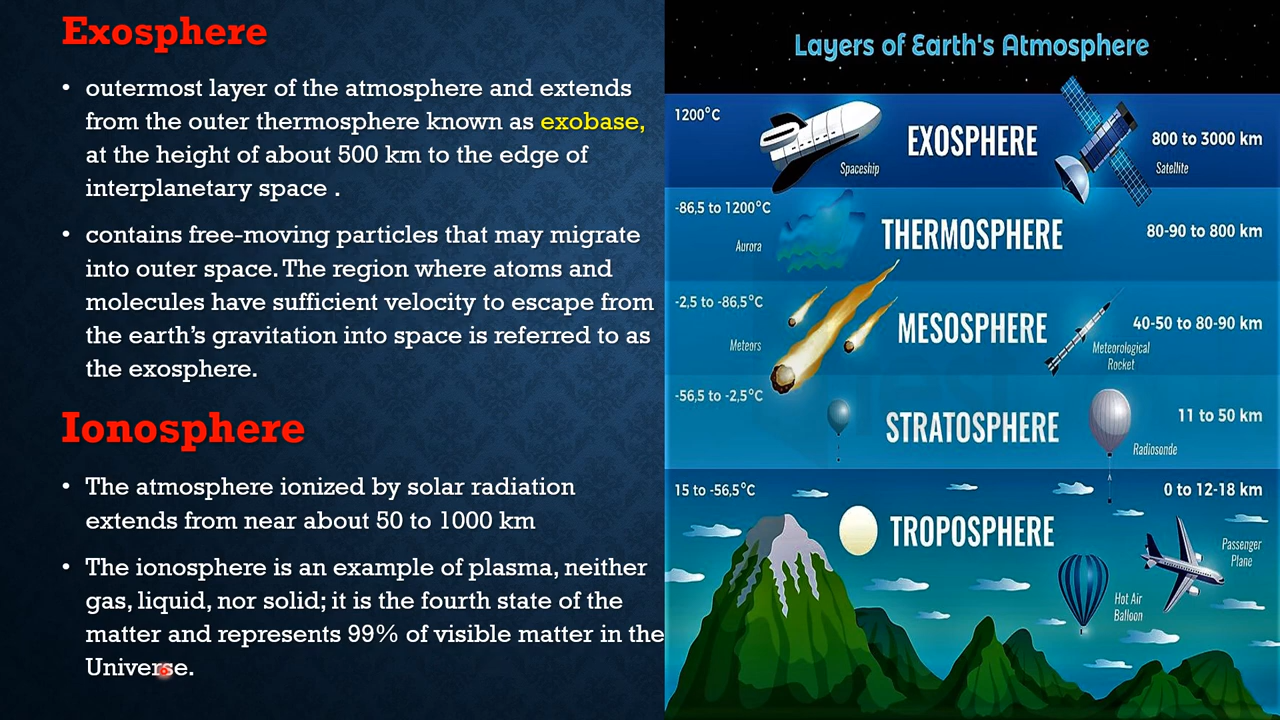 Exosphere
• outermost layer of the atmosphere and extends
from the outer thermosphere known as exobase,
at the height of about 500 km to the edge of
interplanetary space .
• contains free-moving particles that may migrate
into outer space. The region where atoms and
molecules have sufficient velocity to escape from
the earth’s gravitation into space is referred to as
the exosphere.
Ionosphere
• The atmosphere ionized by solar radiation
extends from near about 50 to 1000 km
• The ionosphere is an example of plasma, neither
gas, liquid, nor solid; it is the fourth state of the
matter and represents 99% of visible matter in the
Universe.
Layers of Earth's Atmosphere
1200°C
EXOSPHERE
800 to 3000 km
Spaceship
Satellite
-86,5 to 1200°C
Aurora
THERMOSPHERE
80-90 to 800 km
-2,5 to -86,5°C
Meteors
MESOSPHERE
40-50 to 80-90 km
Meteorological
Rocket
-56,5 to -2,5°C
STRATOSPHERE
11 to 50 km
Radiosonde
15 to -56,5°C
TROPOSPHERE
0 to 12-18 km
Passenger
Plane
Hot Air
Balloon